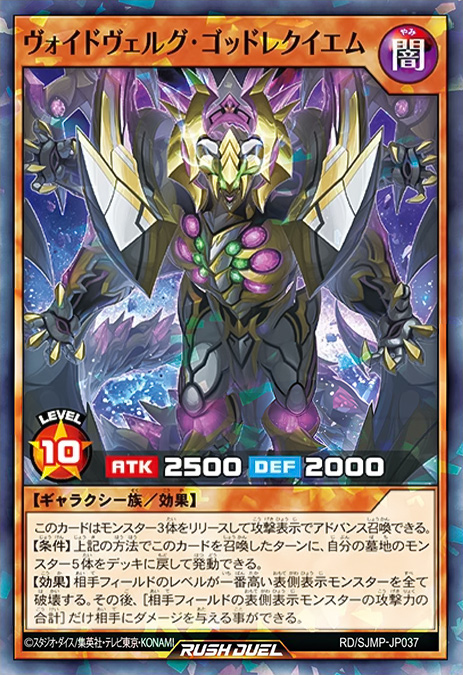 ヴォイドヴェルグ・ゴッドレクイエム
やみ
闇
LEVEL
10
ATK 2500 DEF 2000
【ギャラクシー族/効果】
このカードはモンスター3体をリリースして攻撃表示でアドバンス召喚できる。
【条件】上記の方法でこのカードを召喚したターンに、自分の墓地のモン
スター5体をデッキに戻して発動できる。
【効果】相手フィールドのレベルが一番高い表側表示モンスターを全て
破壊する。その後、[相手フィールドの表側表示モンスターの攻撃力の
合計]だけ相手にダメージを与える事ができる。
©スタジオ・ダイス/集英社・テレビ東京・KONAMI
RUSH DUEL
RD/SJMP-JP037